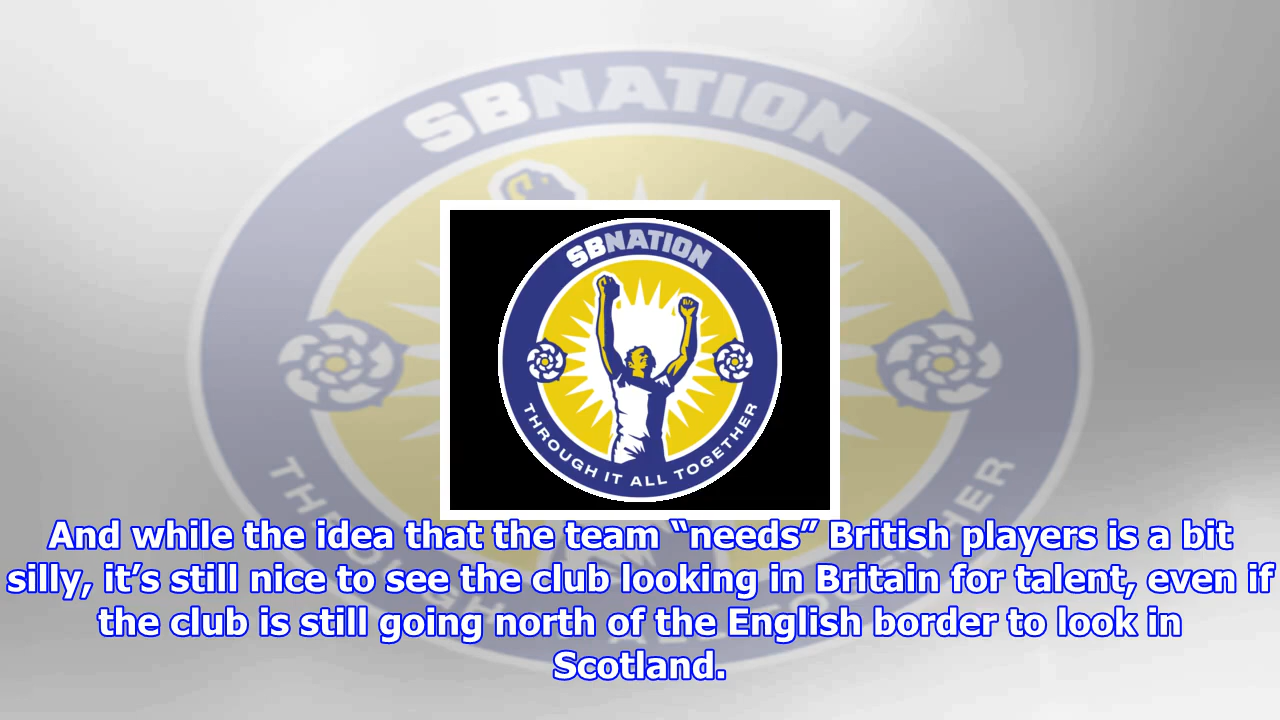 SBNATION
SBNATION
THROUGH IT ALL TOGETHER
And while the idea that the team “needs” British players is a bit
silly, it’s still nice to see the club looking in Britain for talent, even if
the club is still going north of the English border to look in
Scotland.